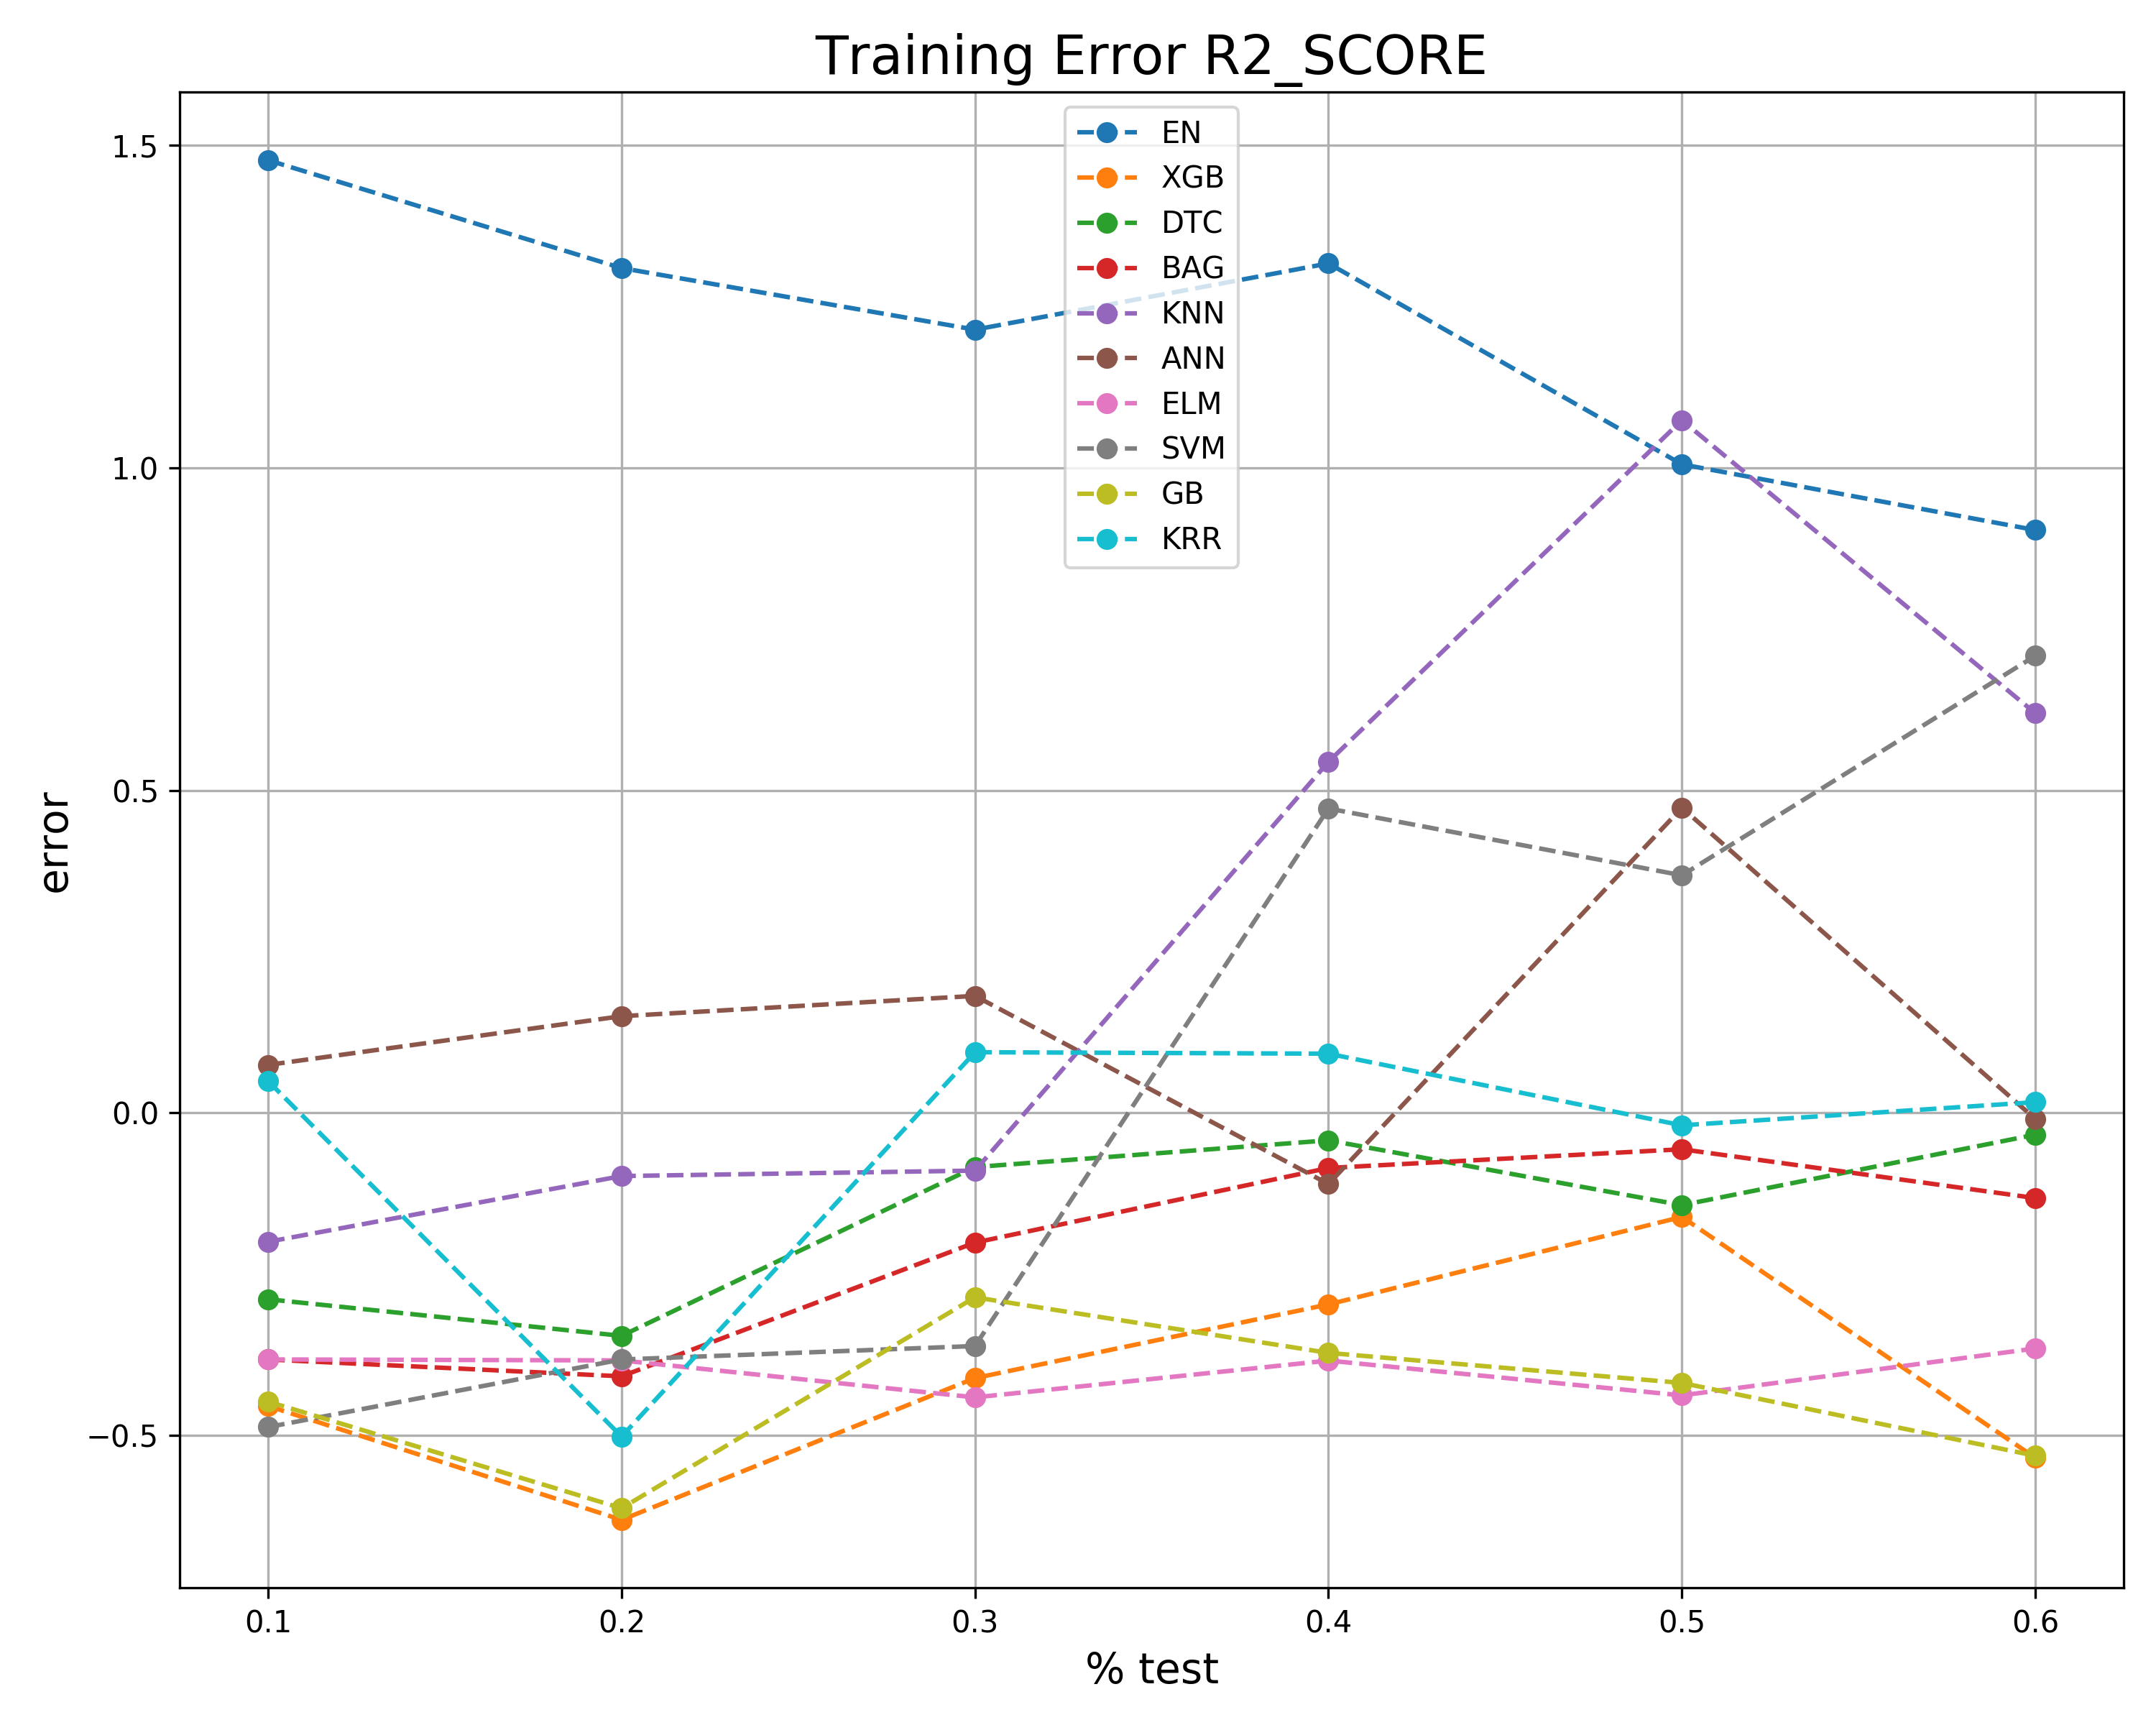 Training Error R2_SCORE
EN
XGB
DTC
BAG
KNN
ANN
ELM
SVM
GB
KRR
1.5
1.0
0.5
0.0
−0.5
error
0.1 0.2 0.3 0.4 0.5 0.6
% test